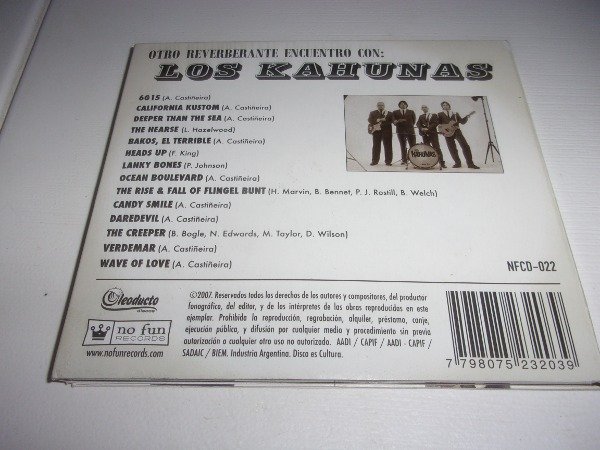 OTRO REVERBERANTE ENCUENTRO CON:
LOS KAHUNAS
6G15 (A. Castiñeira)
CALIFORNIA KUSTOM (A. Castiñeira)
DEEPER THAN THE SEA (A. Castiñeira)
THE HEARSE (L. Hazelwood)
BAKOS, EL TERRIBLE (A. Castiñeira)
HEADS UP (F. King)
LANKY BONES (P. Johnson)
OCEAN BOULEVARD (A. Castiñeira)
THE RISE & FALL OF FLINGEL BUNT (H. Marvin, B. Bennet, P. J. Rostill, B. Welch)
CANDY SMILE (A. Castiñeira)
DAREDEVIL (A. Castiñeira)
THE CREEPER (B. Bogle, N. Edwards, M. Taylor, D. Wilson)
VERDEMAR (A. Castiñeira)
WAVE OF LOVE (A. Castiñeira)
KAHUNAS
NFCD-022
Oleoducto
discos
no fun
RECORDS
www.nofunrecords.com
©2007. Reservados todos los derechos de los autores y compositores, del productor
fonográfico, del editor, y de los intérpretes de las obras reproducidas en este
ejemplar. Prohibida la reproducción, regrabación, alquiler, préstamo, canje,
ejecución pública, y difusión por cualquier medio y procedimiento sin previa
autorización a cualquier otro uso no autorizado. AADI / CAPIF / AADI - CAPIF /
SADAIC / BIEM. Industria Argentina. Disco es Cultura.
7 798075 232039